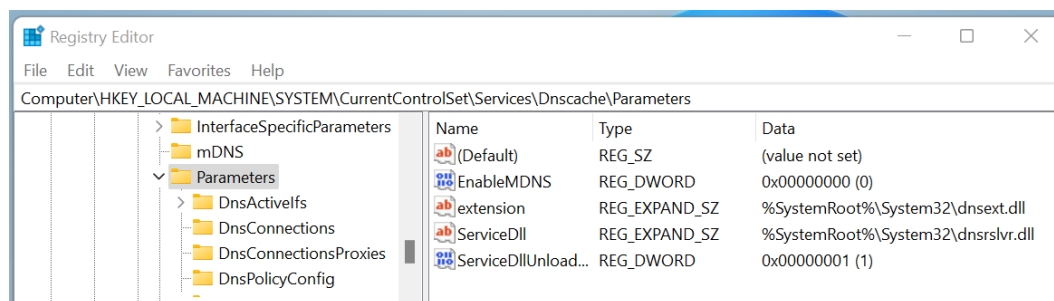 Registry Editor
File Edit View Favorites Help
Computer\HKEY_LOCAL_MACHINE\SYSTEM\CurrentControlSet\Services\Dnscache\Parameters
InterfaceSpecificParameters
mDNS
Parameters
DnsActiveIfs
DnsConnections
DnsConnectionsProxies
DnsPolicyConfig
Name Type Data
(Default) REG_SZ (value not set)
EnableMDNS REG_DWORD 0x00000000 (0)
extension REG_EXPAND_SZ %SystemRoot%\System32\dnsext.dll
ServiceDll REG_EXPAND_SZ %SystemRoot%\System32\dnsrslvr.dll
ServiceDllUnload... REG_DWORD 0x00000001 (1)